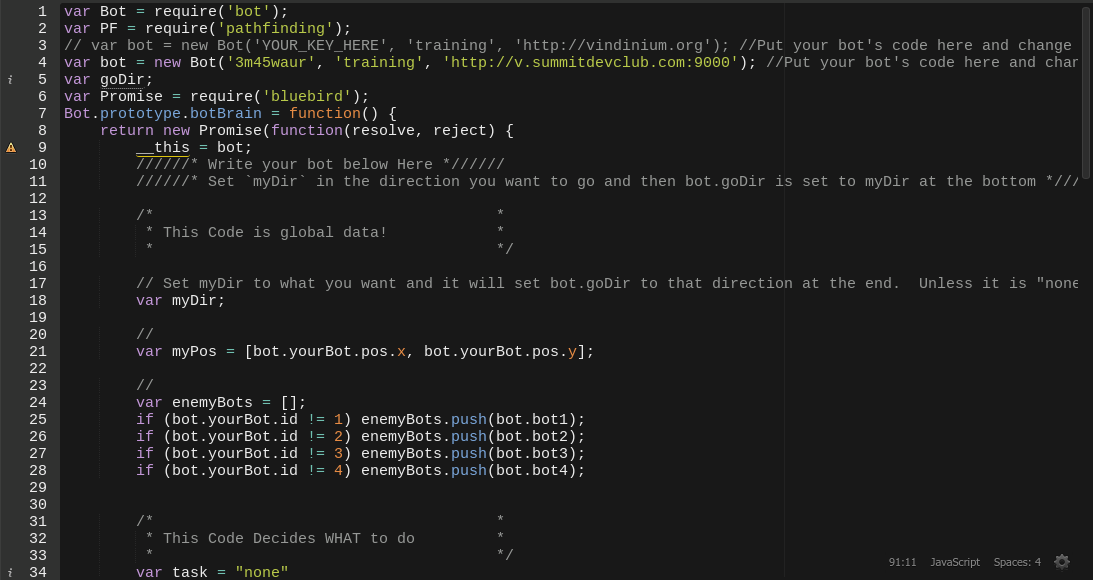 1 var Bot = require('bot');
2 var PF = require('pathfinding');
3 // var bot = new Bot('YOUR_KEY_HERE', 'training', 'http://vindinium.org'); //Put your bot's code here and change
4 var bot = new Bot('3m45waur', 'training', 'http://v.summitdevclub.com:9000'); //Put your bot's code here and chan
i 5 var goDir;
6 var Promise = require('bluebird');
7 Bot.prototype.botBrain = function() {
8 return new Promise(function(resolve, reject) {
9 __this = bot;
10 //////* Write your bot below Here *//////
11 //////* Set `myDir` in the direction you want to go and then bot.goDir is set to myDir at the bottom *///
12
13 /* *
14 * This Code is global data! *
15 * */
16
17 // Set myDir to what you want and it will set bot.goDir to that direction at the end.  Unless it is "none
18 var myDir;
19
20 //
21 var myPos = [bot.yourBot.pos.x, bot.yourBot.pos.y];
22
23 //
24 var enemyBots = [];
25 if (bot.yourBot.id != 1) enemyBots.push(bot.bot1);
26 if (bot.yourBot.id != 2) enemyBots.push(bot.bot2);
27 if (bot.yourBot.id != 3) enemyBots.push(bot.bot3);
28 if (bot.yourBot.id != 4) enemyBots.push(bot.bot4);
29
30
31 /* *
32 * This Code Decides WHAT to do *
33 * */
i 34 var task = "none"
91:11 JavaScript Spaces: 4